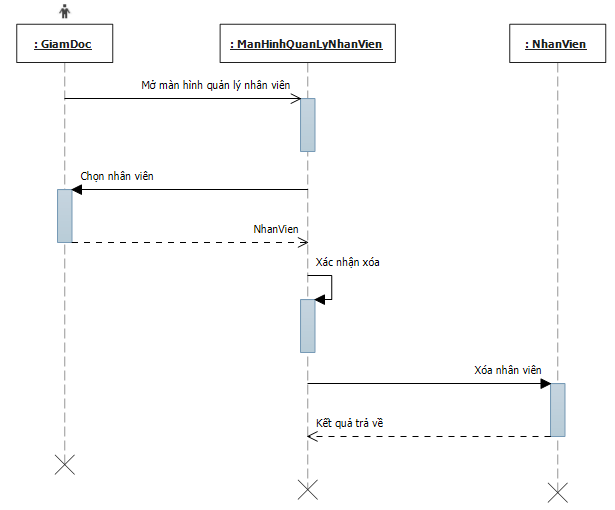 : GiamDoc
: ManHinhQuanLyNhanVien
: NhanVien
Mở màn hình quản lý nhân viên
Chọn nhân viên
NhanVien
Xác nhận xóa
Xóa nhân viên
Kết quả trả về